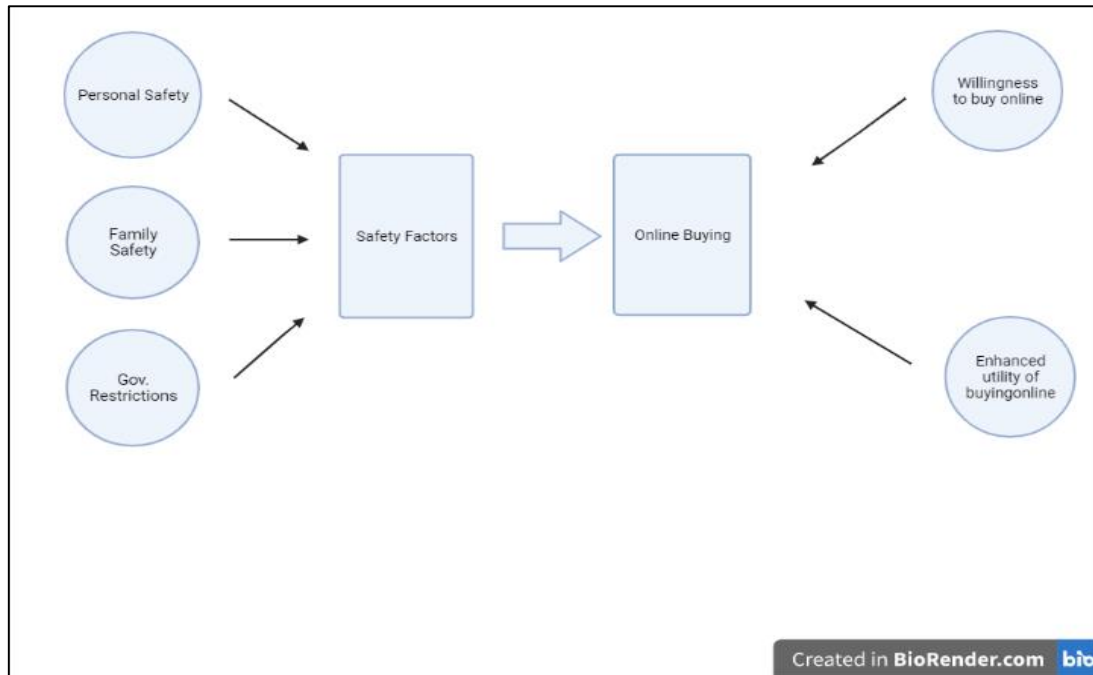 Personal Safety
Family
Safety
Gov.
Restrictions
Safety Factors
Online Buying
Willingness
to buy online
Enhanced
utility of
buyingonline
Created in BioRender.com bio